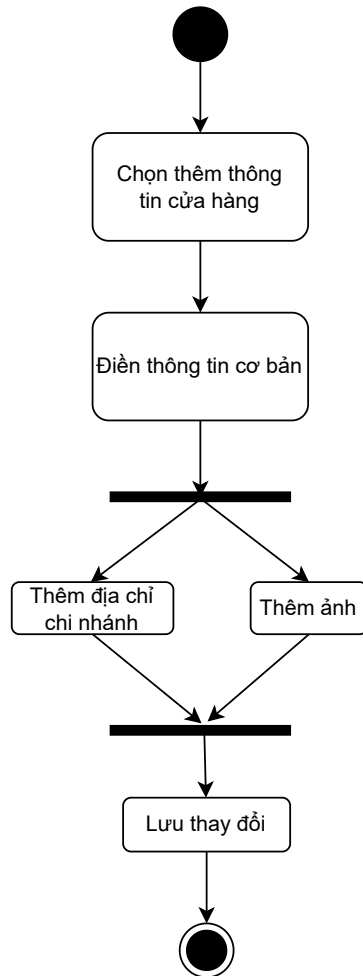 Chọn thêm thông
tin cửa hàng
Điền thông tin cơ bản
Thêm địa chỉ
chi nhánh
Thêm ảnh
Lưu thay đổi